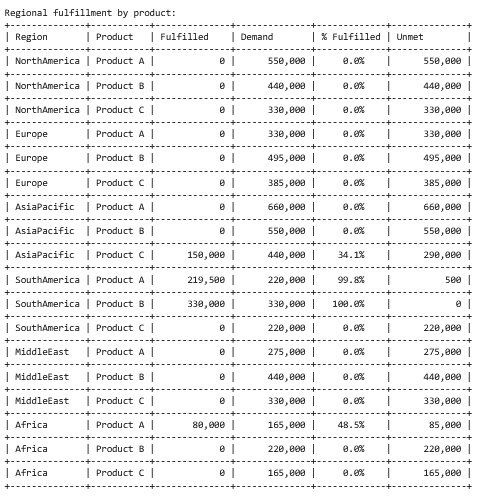 Regional fulfillment by product:
+--------------+-----------+-------------+-------------+-------------+-------------+
| Region | Product | Fulfilled | Demand | % Fulfilled | Unmet |
| NorthAmerica | Product A | 0 | 550,000 | 0.0% | 550,000 |
| NorthAmerica | Product B | 0 | 440,000 | 0.0% | 440,000 |
| NorthAmerica | Product C | 0 | 330,000 | 0.0% | 330,000 |
| Europe | Product A | 0 | 330,000 | 0.0% | 330,000 |
| Europe | Product B | 0 | 495,000 | 0.0% | 495,000 |
| Europe | Product C | 0 | 385,000 | 0.0% | 385,000 |
| AsiaPacific | Product A | 0 | 660,000 | 0.0% | 660,000 |
| AsiaPacific | Product B | 0 | 550,000 | 0.0% | 550,000 |
| AsiaPacific | Product C | 150,000 | 440,000 | 34.1% | 290,000 |
| SouthAmerica | Product A | 219,500 | 220,000 | 99.8% | 500 |
| SouthAmerica | Product B | 330,000 | 330,000 | 100.0% | 0 |
| SouthAmerica | Product C | 0 | 220,000 | 0.0% | 220,000 |
| MiddleEast | Product A | 0 | 275,000 | 0.0% | 275,000 |
| MiddleEast | Product B | 0 | 440,000 | 0.0% | 440,000 |
| MiddleEast | Product C | 0 | 330,000 | 0.0% | 330,000 |
| Africa | Product A | 80,000 | 165,000 | 48.5% | 85,000 |
| Africa | Product B | 0 | 220,000 | 0.0% | 220,000 |
| Africa | Product C | 0 | 165,000 | 0.0% | 165,000 |